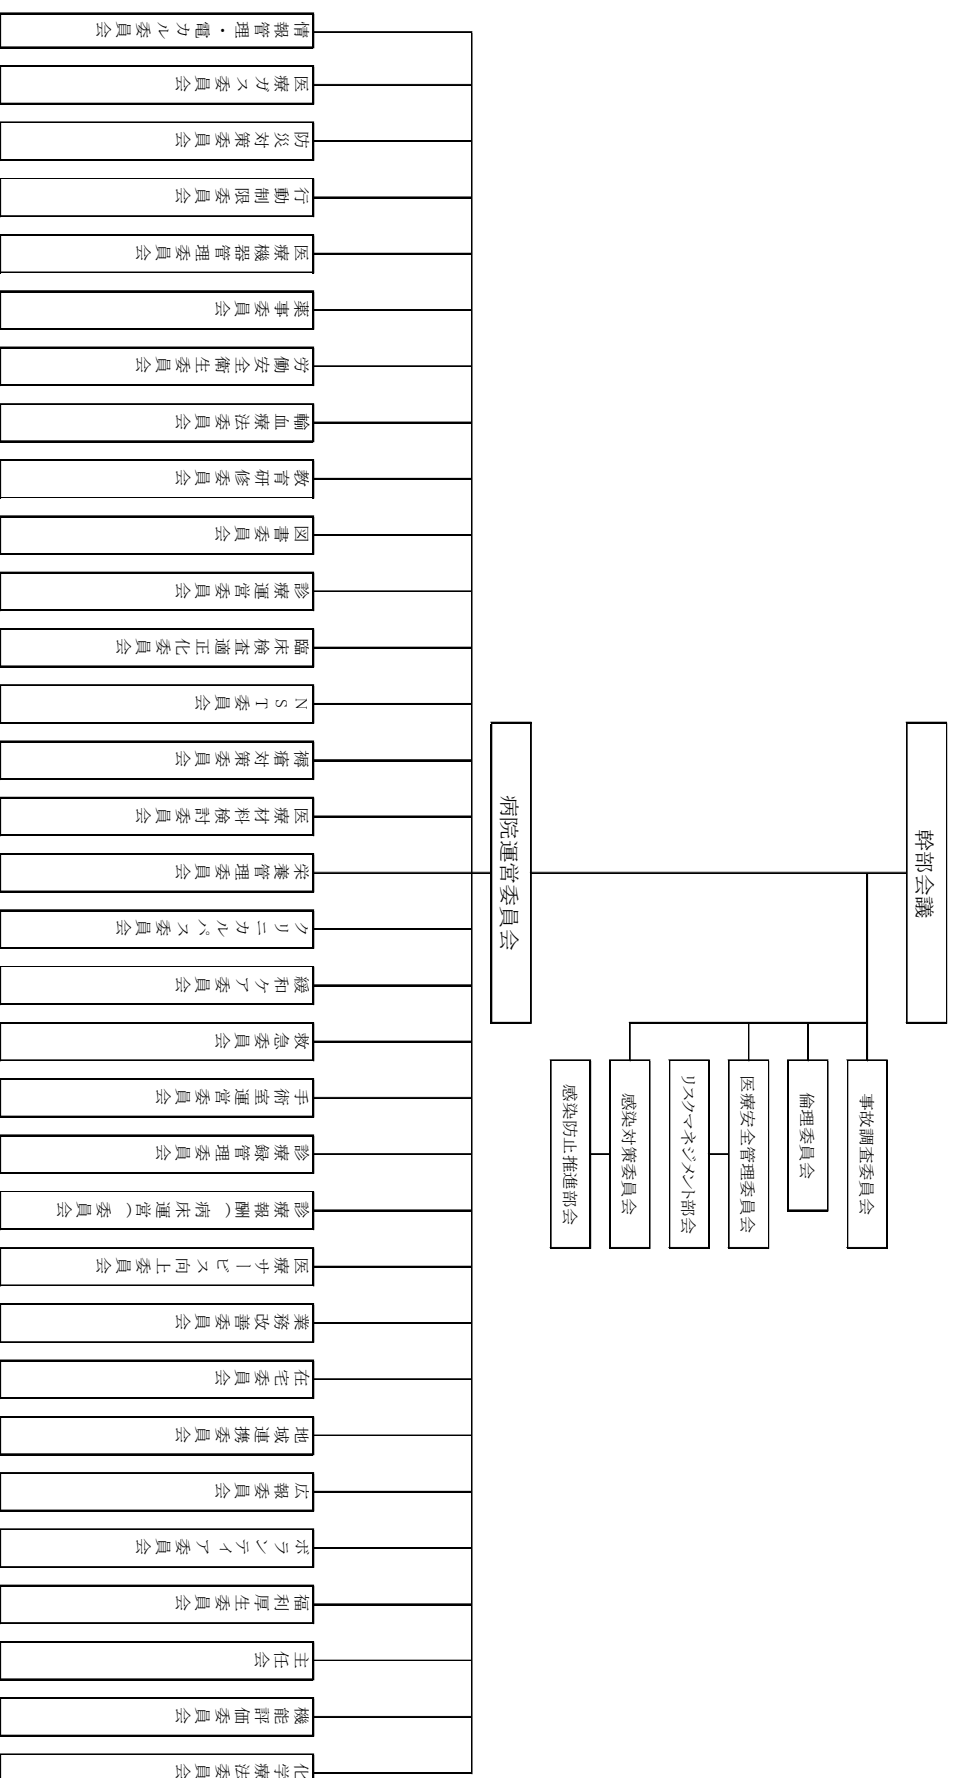 幹部会議
事故調査委員会
倫理委員会
医療安全管理委員会
リスクマネジメント部会
感染対策委員会
感染防止推進部会
病院運営委員会
情報管理・電カル委員会
医療ガス委員会
防災対策委員会
行動制限委員会
医療機器管理委員会
薬事委員会
労働安全衛生委員会
輸血療法委員会
教育研修委員会
図書委員会
診療運営委員会
臨床検査適正化委員会
NST委員会
褥瘡対策委員会
医療材料検討委員会
栄養管理委員会
クリニカルパス委員会
緩和ケア委員会
救急委員会
手術室運営委員会
診療録管理委員会
診療報酬(病床運営)委員会
医療サービス向上委員会
業務改善委員会
在宅委員会
地域連携委員会
広報委員会
ボランティア委員会
福利厚生委員会
主任会
機能評価委員会
化学療法委員会